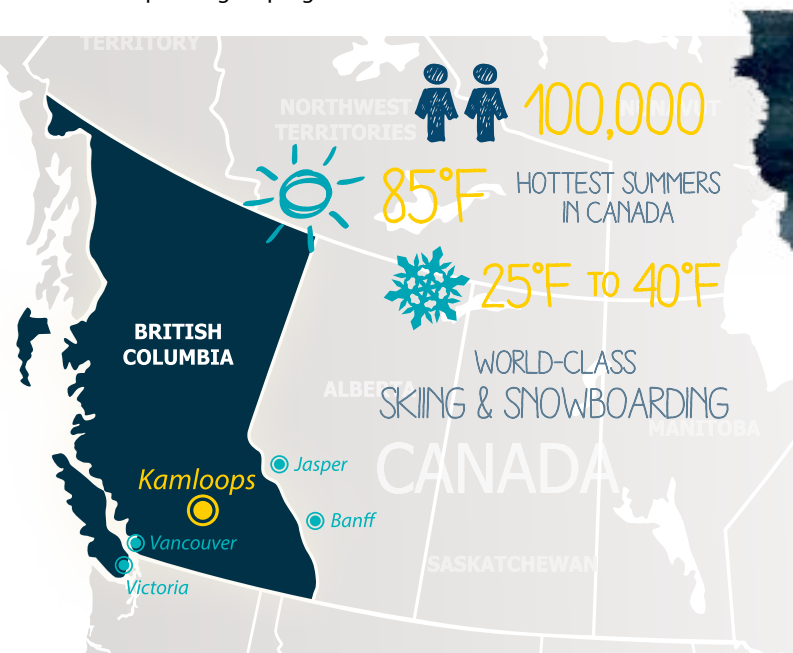 TERRITORY
NORTHWEST
TERRITORIES
100,000
85°F
HOTTEST SUMMERS
IN CANADA
25°F TO 40°F
BRITISH
COLUMBIA
WORLD-CLASS
ALBERTA
SKIING & SNOWBOARDING
MANITOBA
CANADA
Jasper
Kamloops
Banff
Vancouver
SASKATCHEWAN
Victoria